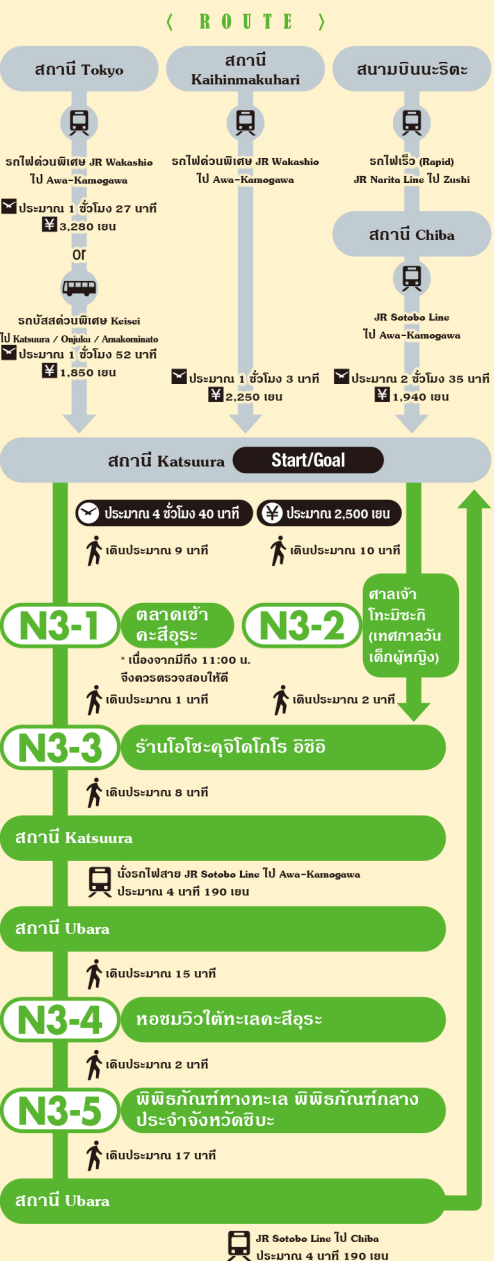 〈 ROUTE 〉
สถานี Tokyo
สถานี
Kaihinmakuhari
สนามบินนะริตะ
รถไฟด่วนพิเศษ JR Wakashio
ไป Awa-Kamogawa
ประมาณ 1 ชั่วโมง 27 นาที
¥ 3,280 เยน
or
รถบัสด่วนพิเศษ Keisei
ไป Katsuura / Onjuku / Amakominato
ประมาณ 1 ชั่วโมง 52 นาที
¥ 1,850 เยน
รถไฟด่วนพิเศษ JR Wakashio
ไป Awa-Kamogawa
ประมาณ 1 ชั่วโมง 3 นาที
¥ 2,250 เยน
รถไฟเร็ว (Rapid)
JR Narita Line ไป Zushi
สถานี Chiba
JR Sotobo Line
ไป Awa-Kamogawa
ประมาณ 2 ชั่วโมง 35 นาที
¥ 1,940 เยน
สถานี Katsuura Start/Goal
ประมาณ 4 ชั่วโมง 40 นาที
¥ ประมาณ 2,500 เยน
เดินประมาณ 9 นาที
เดินประมาณ 10 นาที
N3-1
ตลาดเช้า
คะสึอุระ
* เนื่องจากมีถึง 11:00 น.
จึงควรตรวจสอบให้ดี
N3-2
ศาลเจ้า
โทะมิซะกิ
(เทศกาลวัน
เด็กผู้หญิง)
เดินประมาณ 1 นาที
เดินประมาณ 2 นาที
N3-3 ร้านโอโชะคุจิโดโกโร อิชิอิ
เดินประมาณ 8 นาที
สถานี Katsuura
นั่งรถไฟสาย JR Sotobo Line ไป Awa-Kamogawa
ประมาณ 4 นาที 190 เยน
สถานี Ubara
เดินประมาณ 15 นาที
N3-4 หอชมวิวใต้ทะเลคะสึอุระ
เดินประมาณ 2 นาที
N3-5
พิพิธภัณฑ์ทางทะเล พิพิธภัณฑ์กลาง
ประจำจังหวัดชิบะ
เดินประมาณ 17 นาที
สถานี Ubara
JR Sotobo Line ไป Chiba
ประมาณ 4 นาที 190 เยน